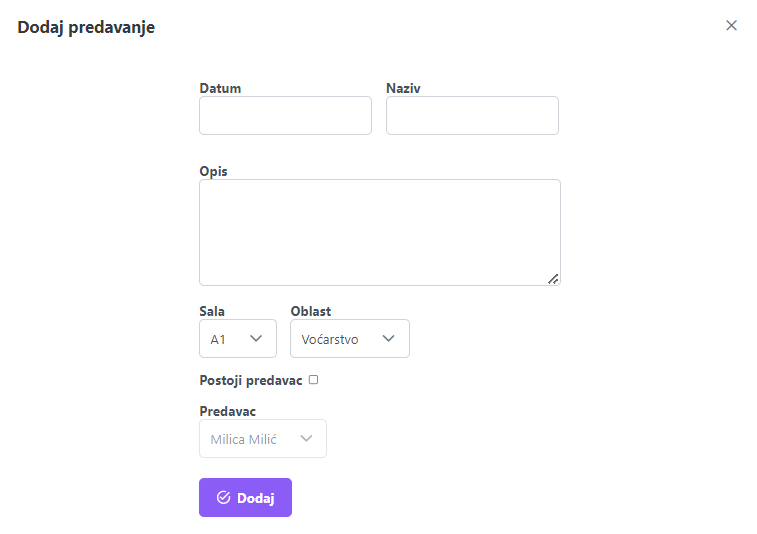 Dodaj predavanje
Datum Naziv
Opis
Sala Oblast
A1 Voćarstvo
Postoji predavac
Predavac
Milica Milić
Dodaj